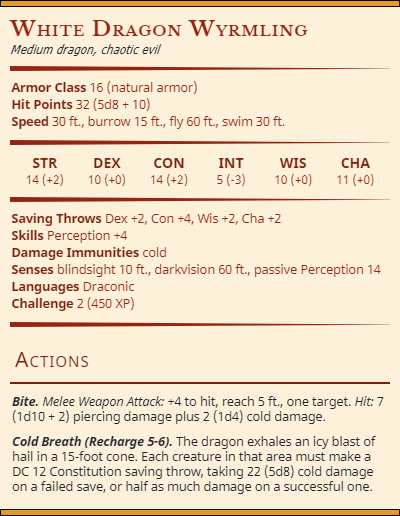 White Dragon Wyrmling
Medium dragon, chaotic evil
Armor Class 16 (natural armor)
Hit Points 32 (5d8 + 10)
Speed 30 ft., burrow 15 ft., fly 60 ft., swim 30 ft.
STR DEX CON INT WIS CHA
14 (+2) 10 (+0) 14 (+2) 5 (-3) 10 (+0) 11 (+0)
Saving Throws Dex +2, Con +4, Wis +2, Cha +2
Skills Perception +4
Damage Immunities cold
Senses blindsight 10 ft., darkvision 60 ft., passive Perception 14
Languages Draconic
Challenge 2 (450 XP)
Actions
Bite. Melee Weapon Attack: +4 to hit, reach 5 ft., one target. Hit: 7
(1d10 + 2) piercing damage plus 2 (1d4) cold damage.
Cold Breath (Recharge 5-6). The dragon exhales an icy blast of
hail in a 15-foot cone. Each creature in that area must make a
DC 12 Constitution saving throw, taking 22 (5d8) cold damage
on a failed save, or half as much damage on a successful one.